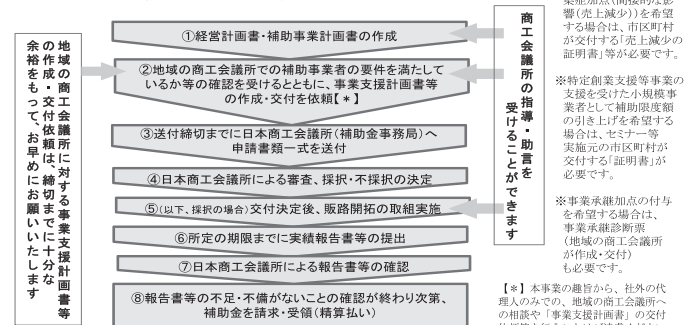 地域の商工会議所に対する事業支援計画書等
の作成・交付依頼は、締切までに十分な
余裕をもって、お早めにお願いいたします
①経営計画書・補助事業計画書の作成
②地域の商工会議所での補助事業者の要件を満たして
いるか等の確認を受けるとともに、事業支援計画書等
の作成・交付を依頼【＊】
③送付締切までに日本商工会議所（補助金事務局）へ
申請書類一式を送付
④日本商工会議所による審査、採択・不採択の決定
⑤（以下、採択の場合）交付決定後、販路開拓の取組実施
⑥所定の期限までに実績報告書等の提出
⑦日本商工会議所による報告書等の確認
⑧報告書等の不足・不備がないことの確認が終わり次第、
補助金を請求・受領（精算払い）
商工会議所の指導・助言を
受けることができます
響（売上減少））を希望
する場合は、市区町村
が交付する「売上減少の
証明書」等が必要です。
※特定創業支援等事業の
支援を受けた小規模事
業者として補助限度額
の引き上げを希望する
場合は、セミナー等
実施元の市区町村が
交付する「証明書」が
必要です。
※事業承継加点の付与
を希望する場合は、
事業承継診断票
（地域の商工会議所
が作成・交付）
も必要です。
【＊】本事業の趣旨から、社外の代
理人のみでの、地域の商工会議所へ
の相談や「事業支援計画書」の交付